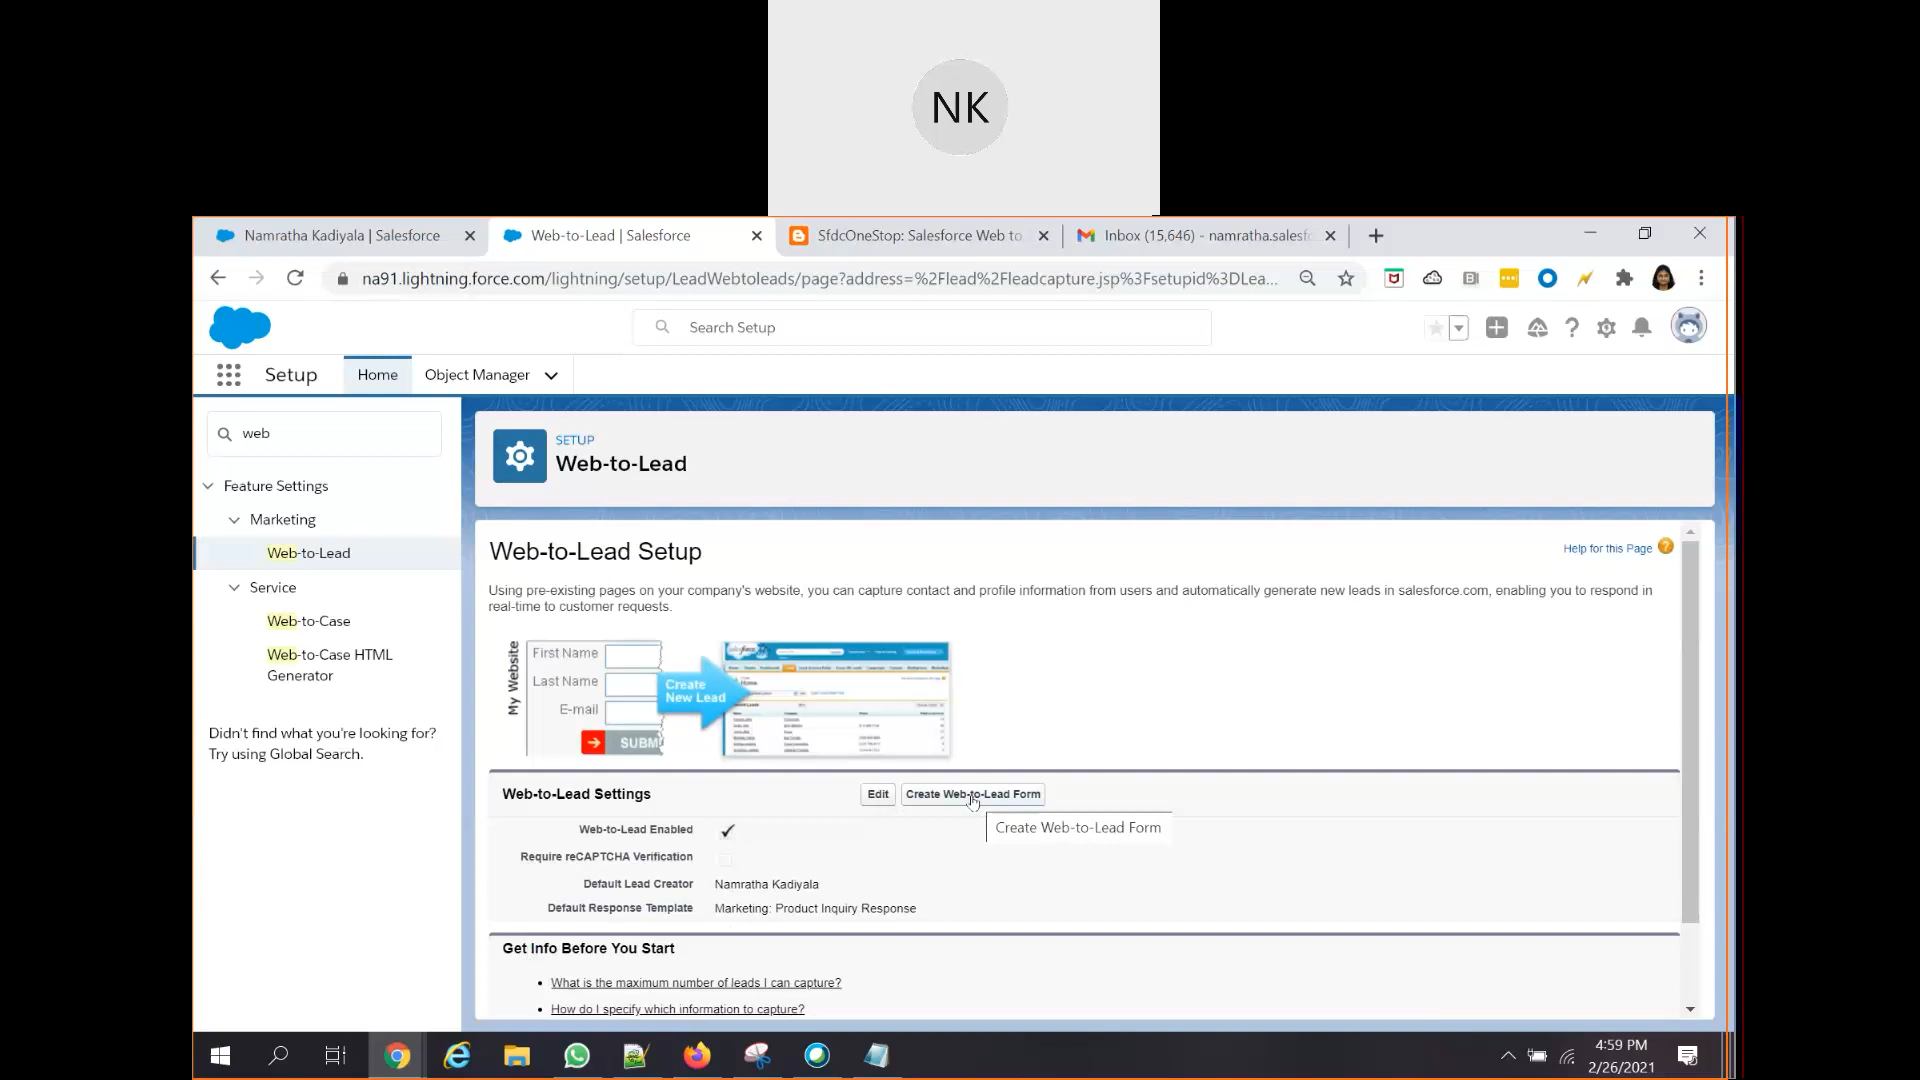 NK
Namratha Kadiyala | Salesforce
Web-to-Lead | Salesforce
SfdcOneStop: Salesforce Web to
Inbox (15,646) - namratha.salesfo
na91.lightning.force.com/lightning/setup/LeadWebtoleads/page?address=%2Flead%2Fleadcapture.jsp%3Fsetupid%3DLea...
Search Setup
Setup
Home
Object Manager
web
Feature Settings
Marketing
Web-to-Lead
Service
Web-to-Case
Web-to-Case HTML
Generator
Didn't find what you're looking for?
Try using Global Search.
SETUP
Web-to-Lead
Web-to-Lead Setup
Help for this Page
Using pre-existing pages on your company's website, you can capture contact and profile information from users and automatically generate new leads in salesforce.com, enabling you to respond in
real-time to customer requests.
My Website
First Name
Last Name
E-mail
SUBM
Create
New Lead
Web-to-Lead Settings
Edit
Create Web-to-Lead Form
Create Web-to-Lead Form
Web-to-Lead Enabled
Require reCAPTCHA Verification
Default Lead Creator
Namratha Kadiyala
Default Response Template
Marketing: Product Inquiry Response
Get Info Before You Start
What is the maximum number of leads I can capture?
How do I specify which information to capture?
4:59 PM
2/26/2021